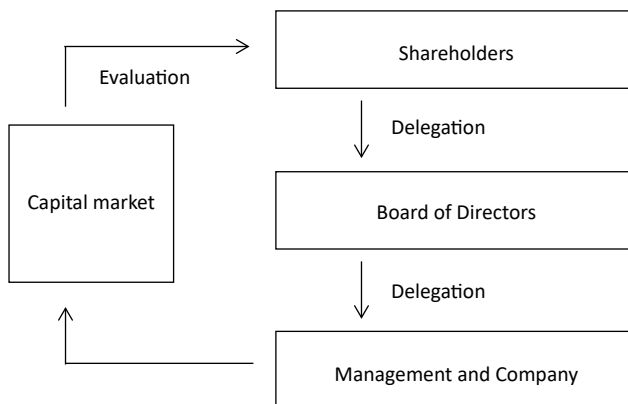 Shareholders
Evaluation
Delegation
Capital market
Board of Directors
Delegation
Management and Company